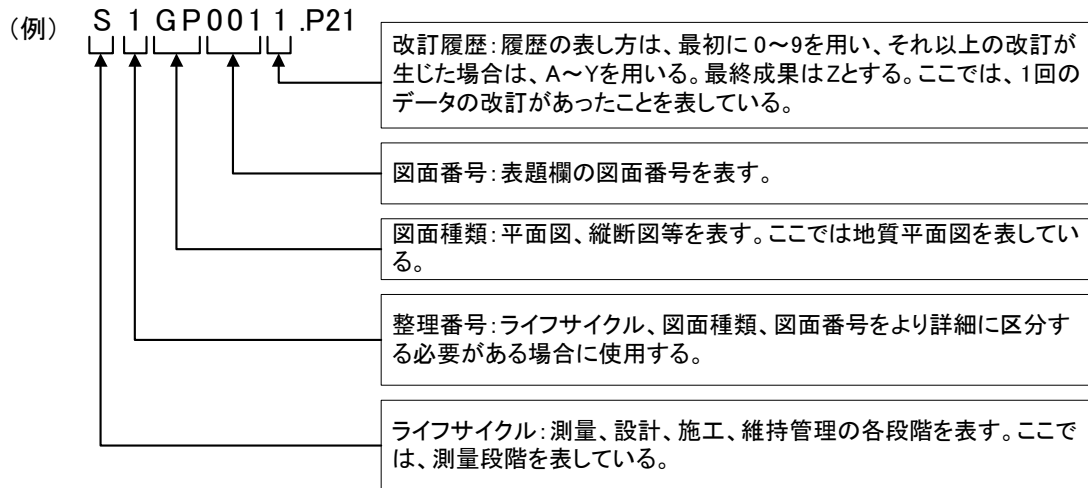 (例) S 1 GP001 1.P21
改訂履歴:履歴の表し方は、最初に 0～9を用い、それ以上の改訂が
生じた場合は、A～Yを用いる。最終成果はZとする。ここでは、1回の
データの改訂があったことを表している。
図面番号:表題欄の図面番号を表す。
図面種類:平面図、縦断図等を表す。ここでは地質平面図を表してい
る。
整理番号:ライフサイクル、図面種類、図面番号をより詳細に区分す
る必要がある場合に使用する。
ライフサイクル:測量、設計、施工、維持管理の各段階を表す。ここで
は、測量段階を表している。